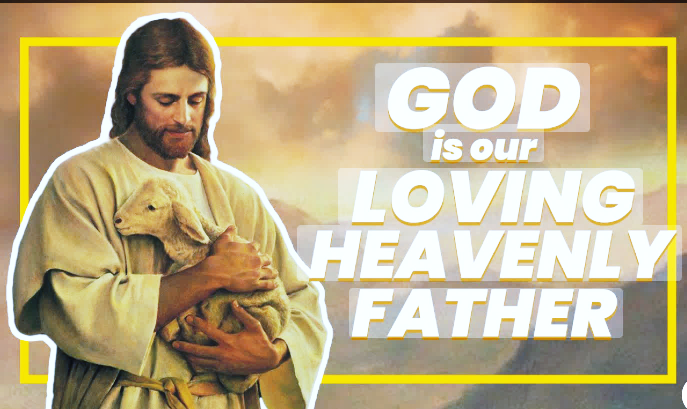 GOD
is our
LOVING
HEAVENLY
FATHER